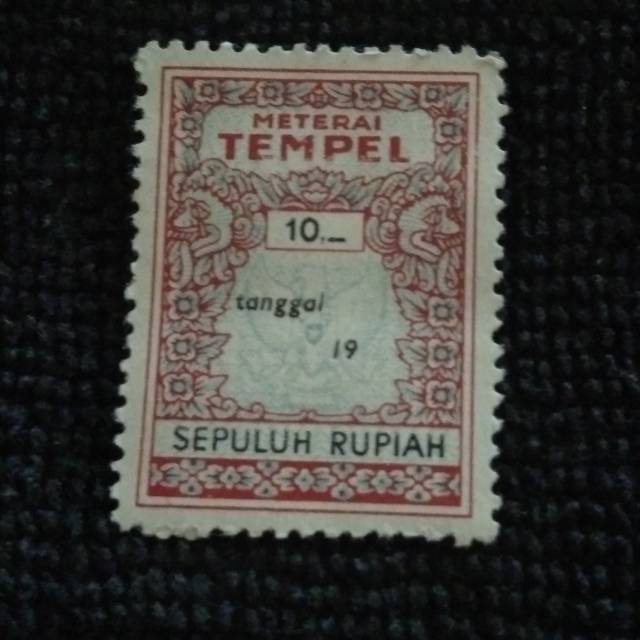 METERAI
TEMPEL
10.—
tanggal
19
SEPULUH RUPIAH